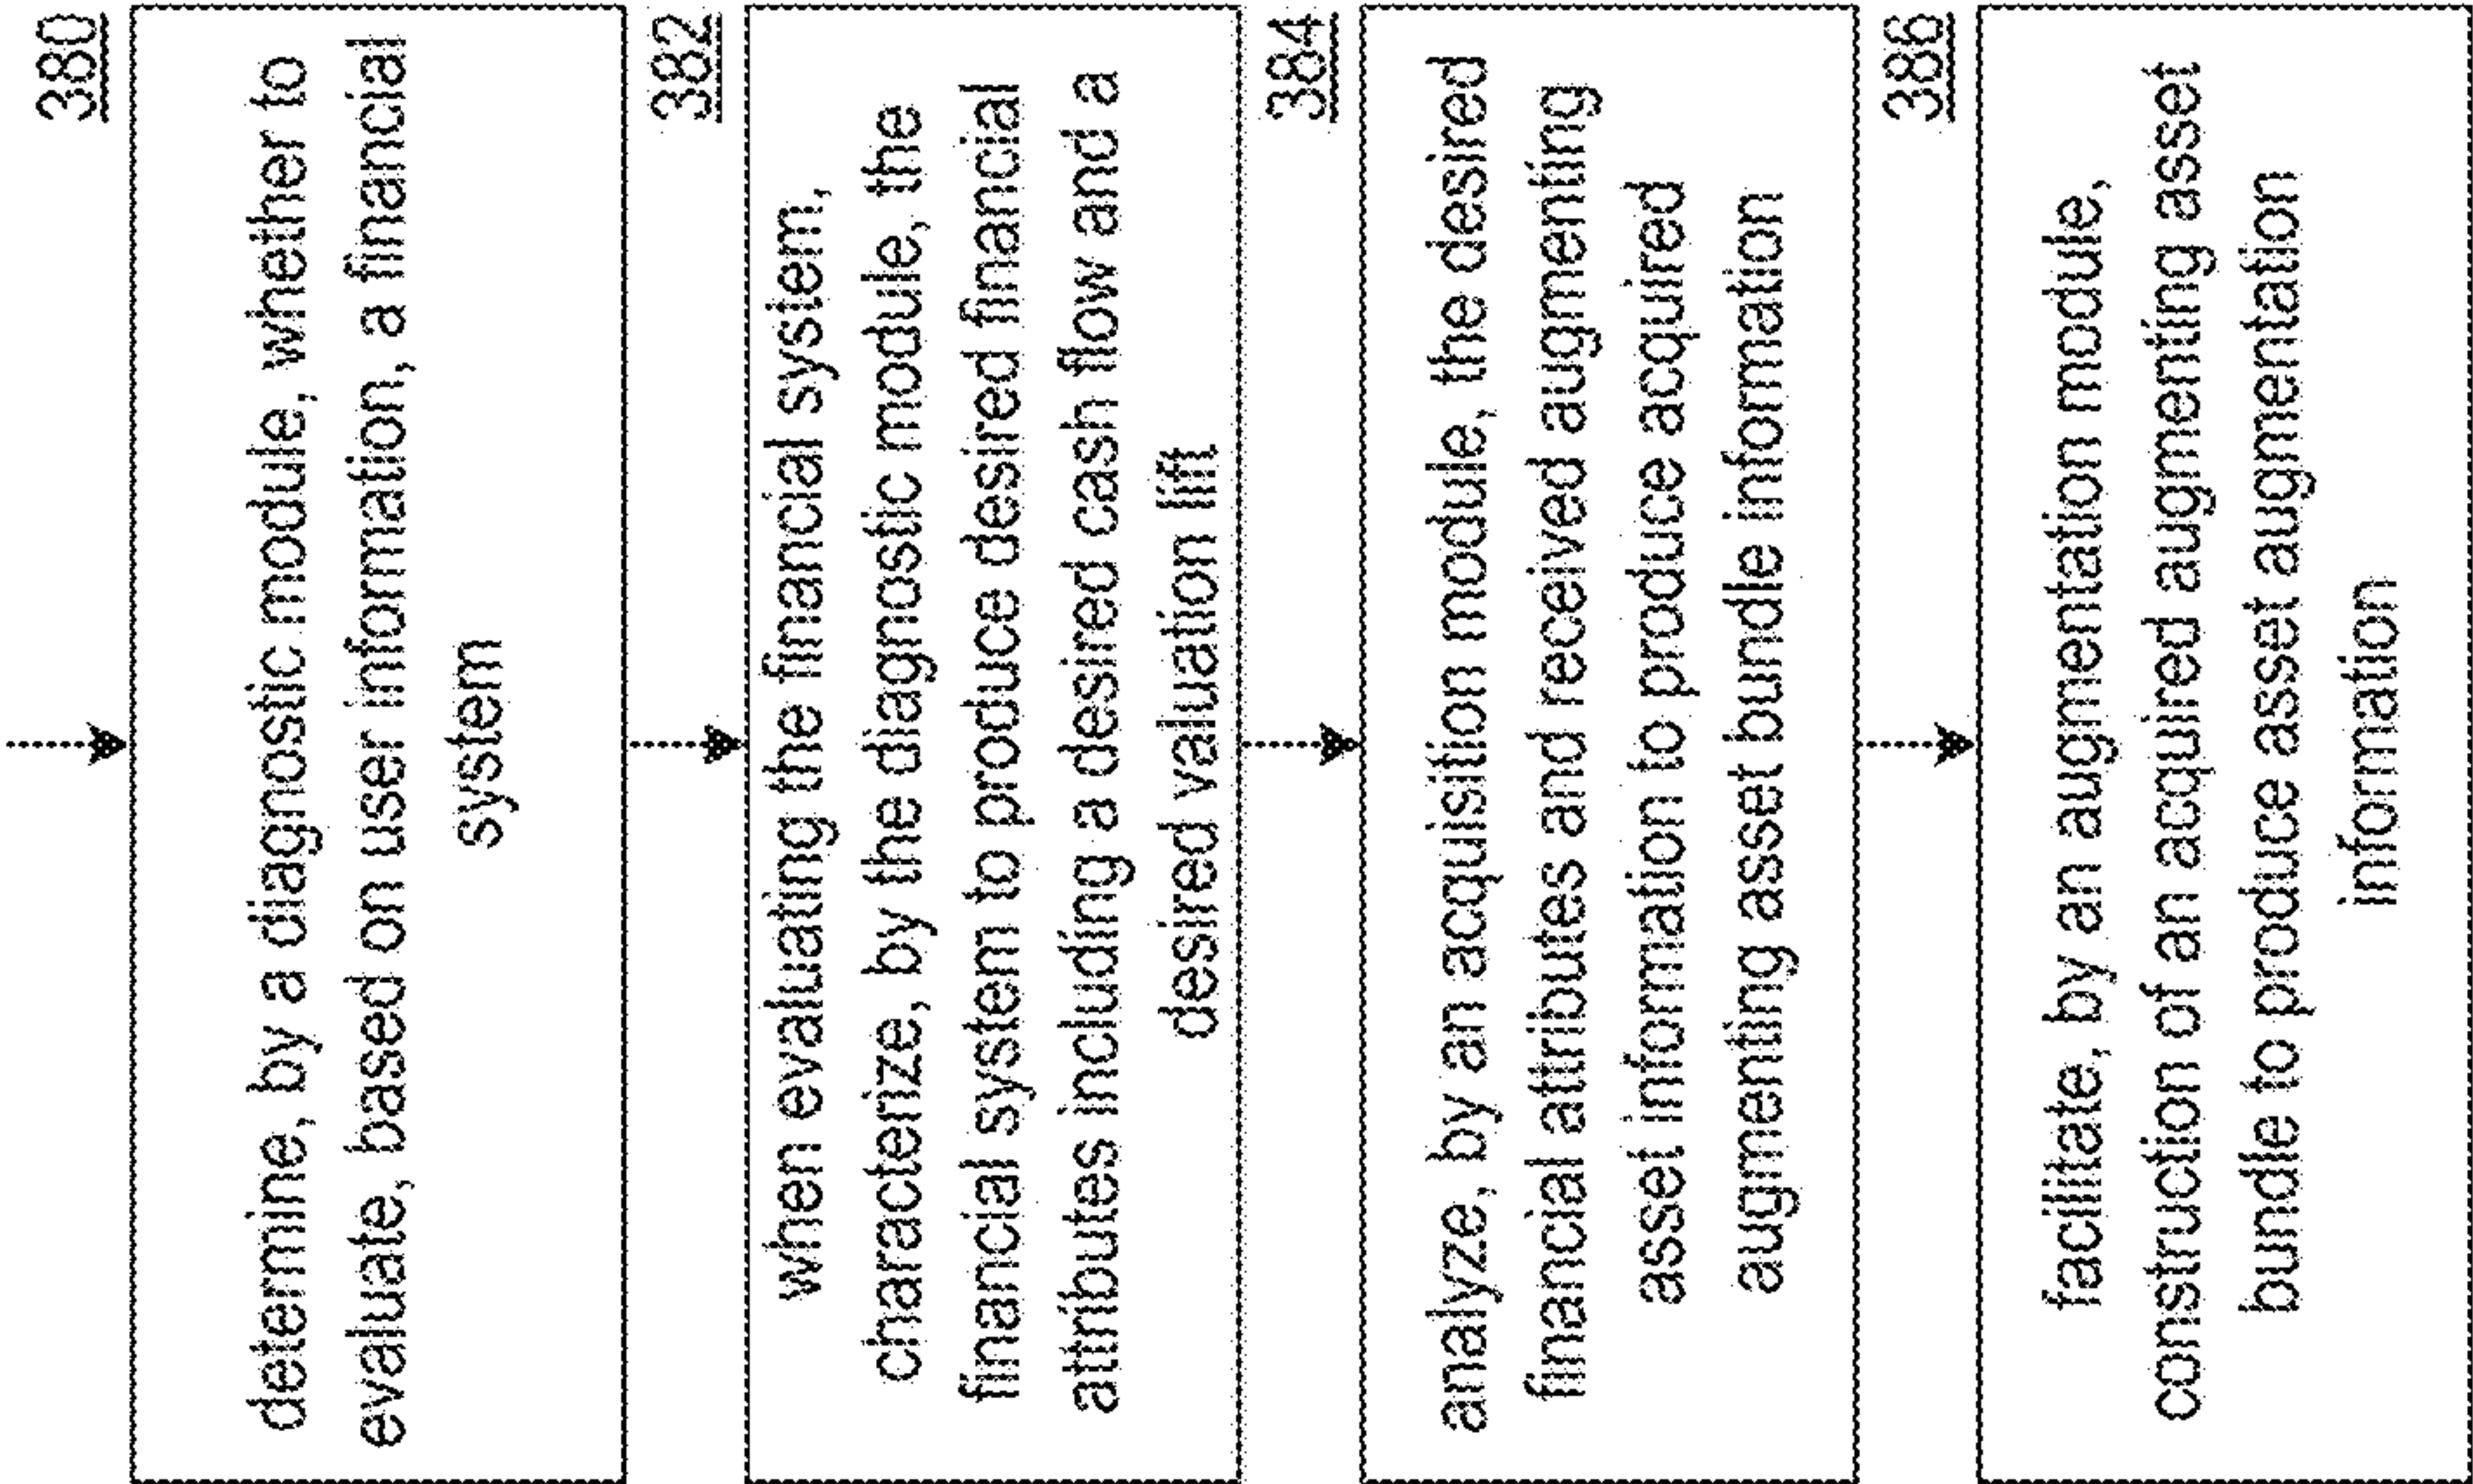 380
determine, by a diagnostic module, whether to
evaluate, based on user information, a financial
system
382
when evaluating the financial system,
characterize, by the diagnostic module, the
financial system to produce desired financial
attributes including a desired cash flow and a
desired valuation lift
384
analyze, by an acquisition module, the desired
financial attributes and received augmenting
asset information to produce acquired
augmenting asset bundle information
386
facilitate, by an augmentation module,
construction of an acquired augmenting asset
bundle to produce asset augmentation
information